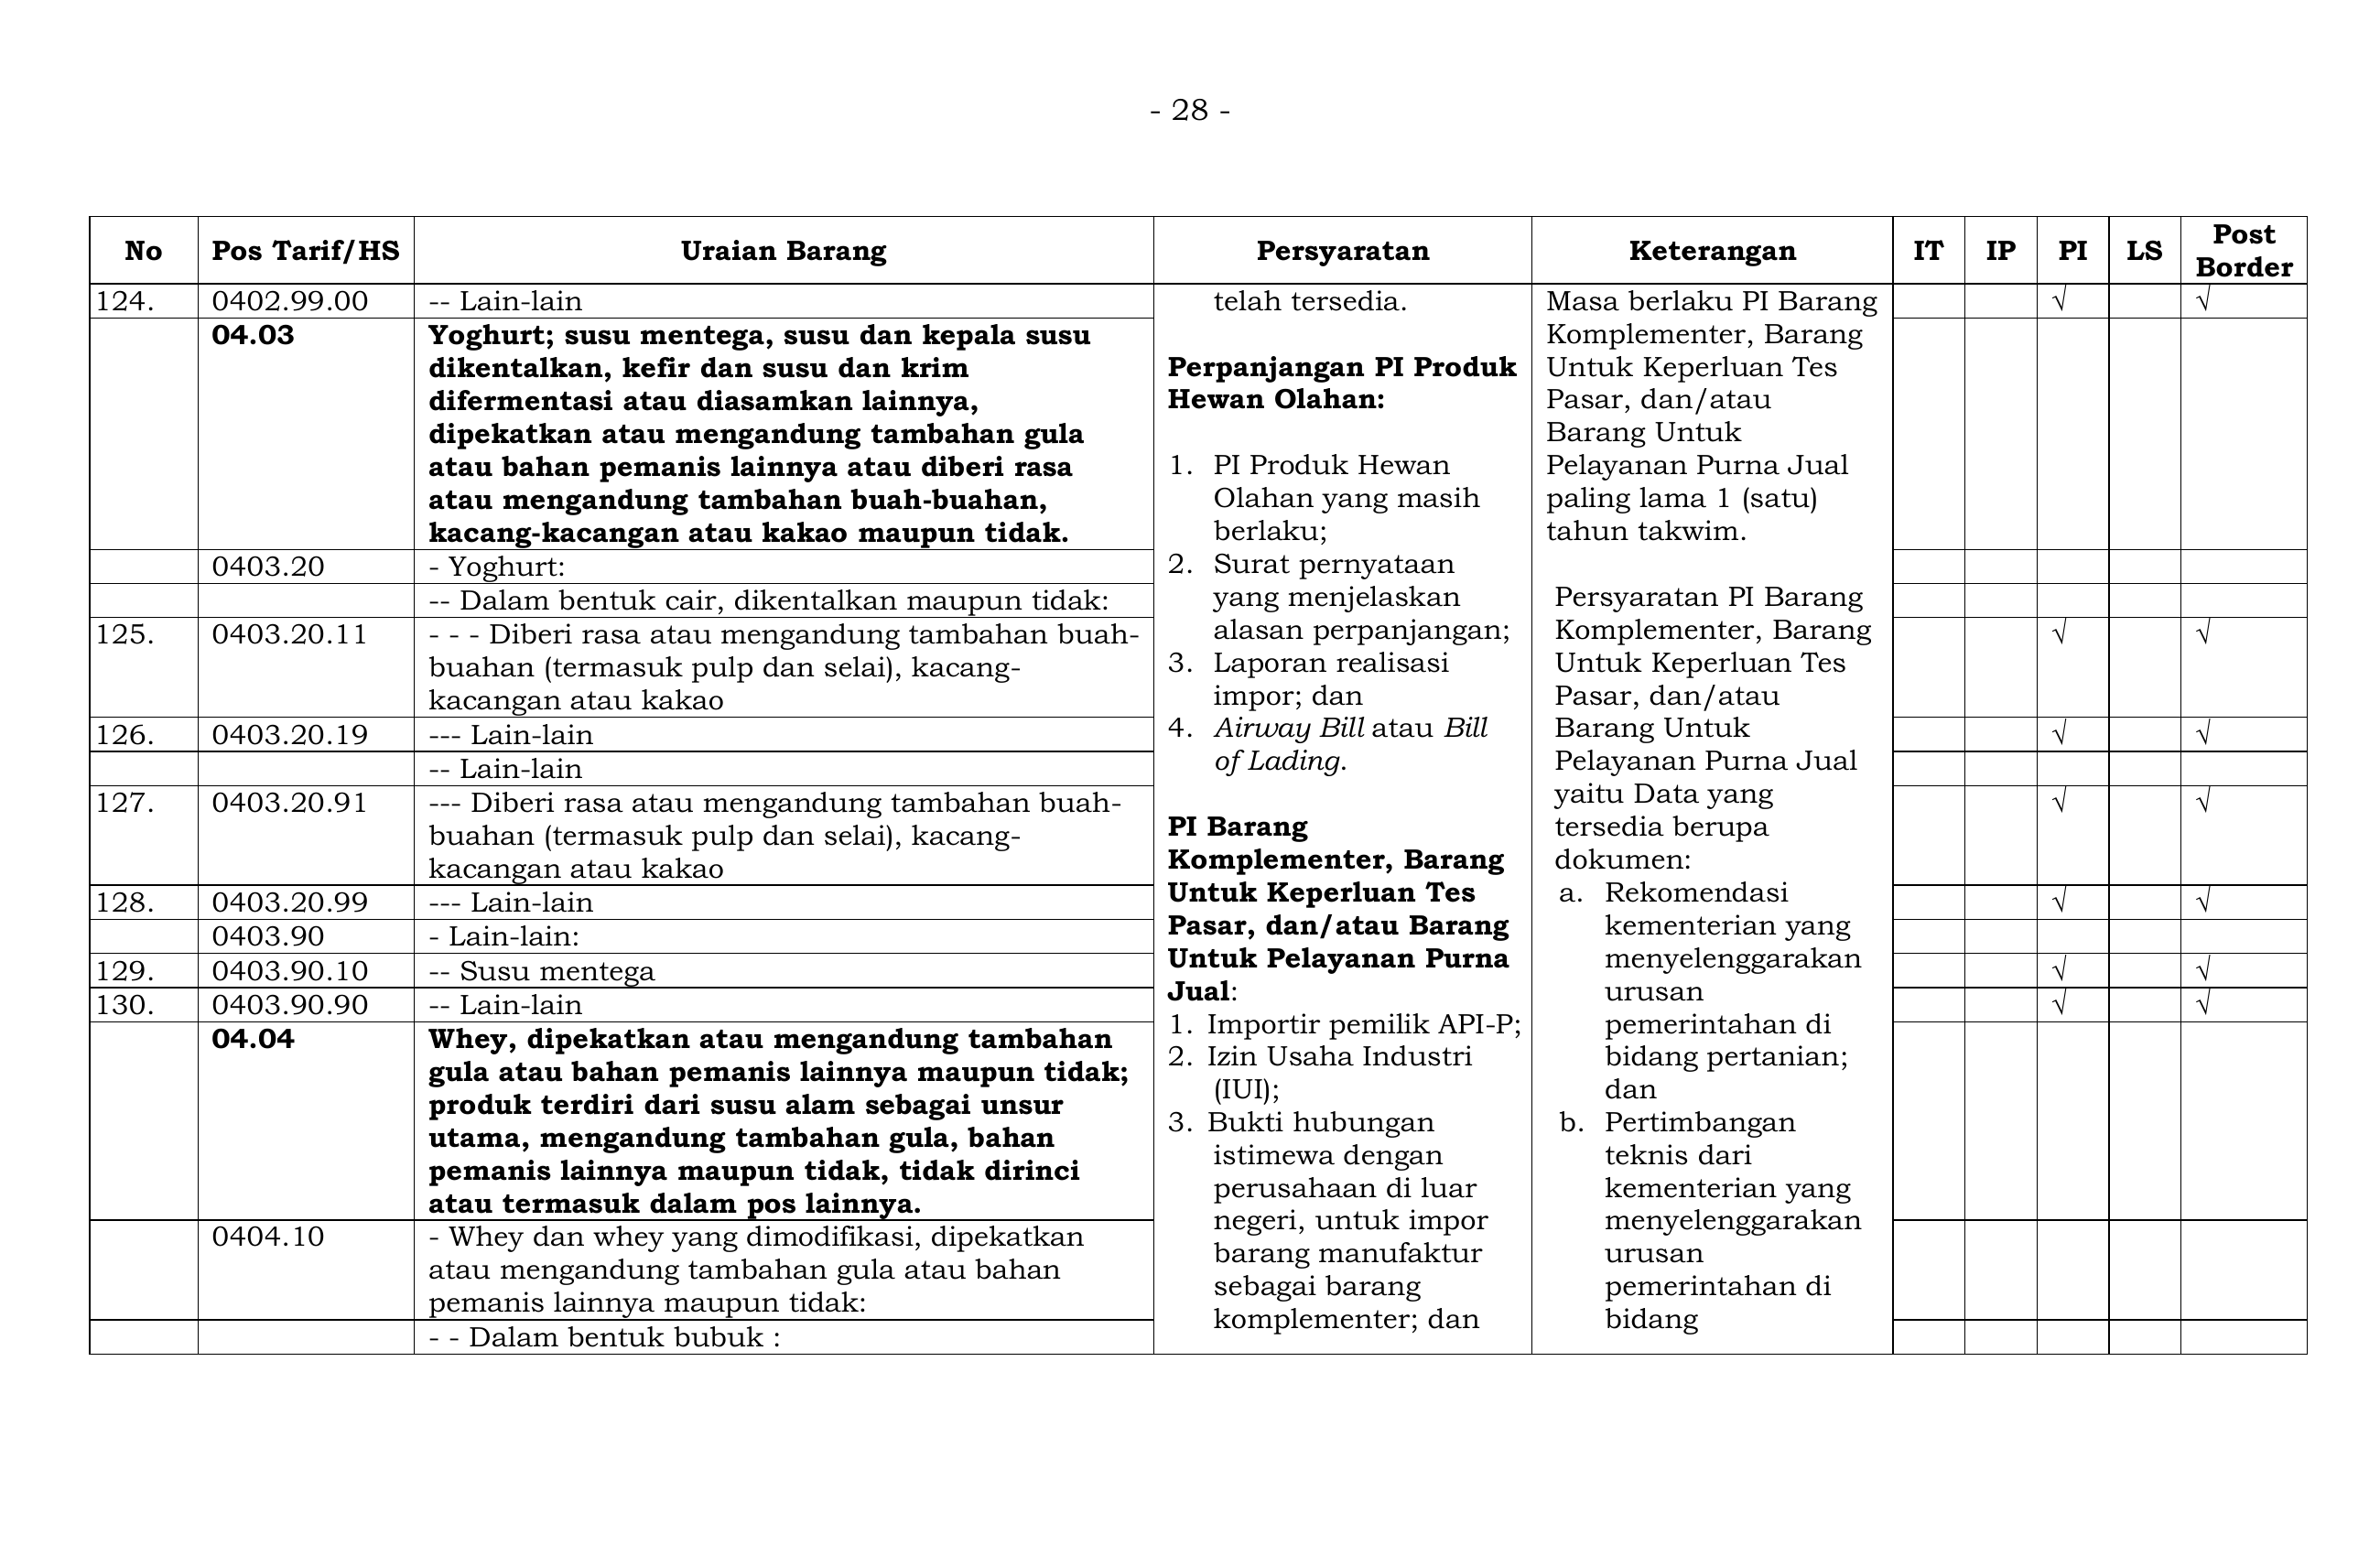 - 28 -
No Pos Tarif/HS Uraian Barang Persyaratan Keterangan IT IP PI LS Post Border
124. 0402.99.00 -- Lain-lain √ √
04.03 Yoghurt; susu mentega, susu dan kepala susu
dikentalkan, kefir dan susu dan krim
difermentasi atau diasamkan lainnya,
dipekatkan atau mengandung tambahan gula
atau bahan pemanis lainnya atau diberi rasa
atau mengandung tambahan buah-buahan,
kacang-kacangan atau kakao maupun tidak.
0403.20 - Yoghurt:
-- Dalam bentuk cair, dikentalkan maupun tidak:
125. 0403.20.11 - - - Diberi rasa atau mengandung tambahan buah- √ √
buahan (termasuk pulp dan selai), kacang-
kacangan atau kakao
126. 0403.20.19 --- Lain-lain √ √
-- Lain-lain
127. 0403.20.91 --- Diberi rasa atau mengandung tambahan buah- √ √
buahan (termasuk pulp dan selai), kacang-
kacangan atau kakao
128. 0403.20.99 --- Lain-lain √ √
0403.90 - Lain-lain:
129. 0403.90.10 -- Susu mentega √ √
130. 0403.90.90 -- Lain-lain √ √
04.04 Whey, dipekatkan atau mengandung tambahan
gula atau bahan pemanis lainnya maupun tidak;
produk terdiri dari susu alam sebagai unsur
utama, mengandung tambahan gula, bahan
pemanis lainnya maupun tidak, tidak dirinci
atau termasuk dalam pos lainnya.
0404.10 - Whey dan whey yang dimodifikasi, dipekatkan
atau mengandung tambahan gula atau bahan
pemanis lainnya maupun tidak:
- - Dalam bentuk bubuk :
telah tersedia.
Perpanjangan PI Produk
Hewan Olahan:
1. PI Produk Hewan
Olahan yang masih
berlaku;
2. Surat pernyataan
yang menjelaskan
alasan perpanjangan;
3. Laporan realisasi
impor; dan
4. Airway Bill atau Bill
of Lading.
PI Barang
Komplementer, Barang
Untuk Keperluan Tes
Pasar, dan/atau Barang
Untuk Pelayanan Purna
Jual:
1. Importir pemilik API-P;
2. Izin Usaha Industri
(IUI);
3. Bukti hubungan
istimewa dengan
perusahaan di luar
negeri, untuk impor
barang manufaktur
sebagai barang
komplementer; dan
Masa berlaku PI Barang
Komplementer, Barang
Untuk Keperluan Tes
Pasar, dan/atau
Barang Untuk
Pelayanan Purna Jual
paling lama 1 (satu)
tahun takwim.
Persyaratan PI Barang
Komplementer, Barang
Untuk Keperluan Tes
Pasar, dan/atau
Barang Untuk
Pelayanan Purna Jual
yaitu Data yang
tersedia berupa
dokumen:
a. Rekomendasi
kementerian yang
menyelenggarakan
urusan
pemerintahan di
bidang pertanian;
dan
b. Pertimbangan
teknis dari
kementerian yang
menyelenggarakan
urusan
pemerintahan di
bidang